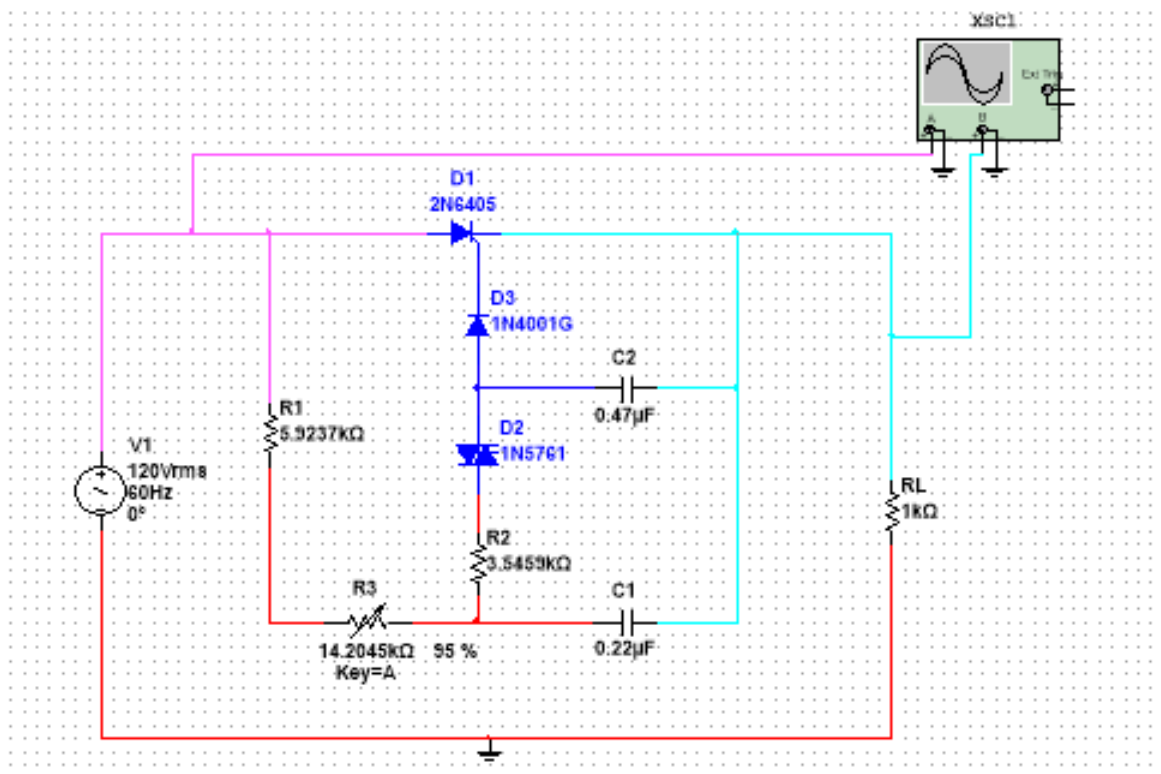 XSC1
Ext Trig
A
B
D1
2N6405
D3
1N4001G
C2
0.47µF
R1
5.9237kΩ
D2
1N5761
V1
120Vrms
60Hz
0°
RL
1kΩ
R2
3.5459kΩ
R3
C1
14.2045kΩ 95 %
0.22µF
Key=A